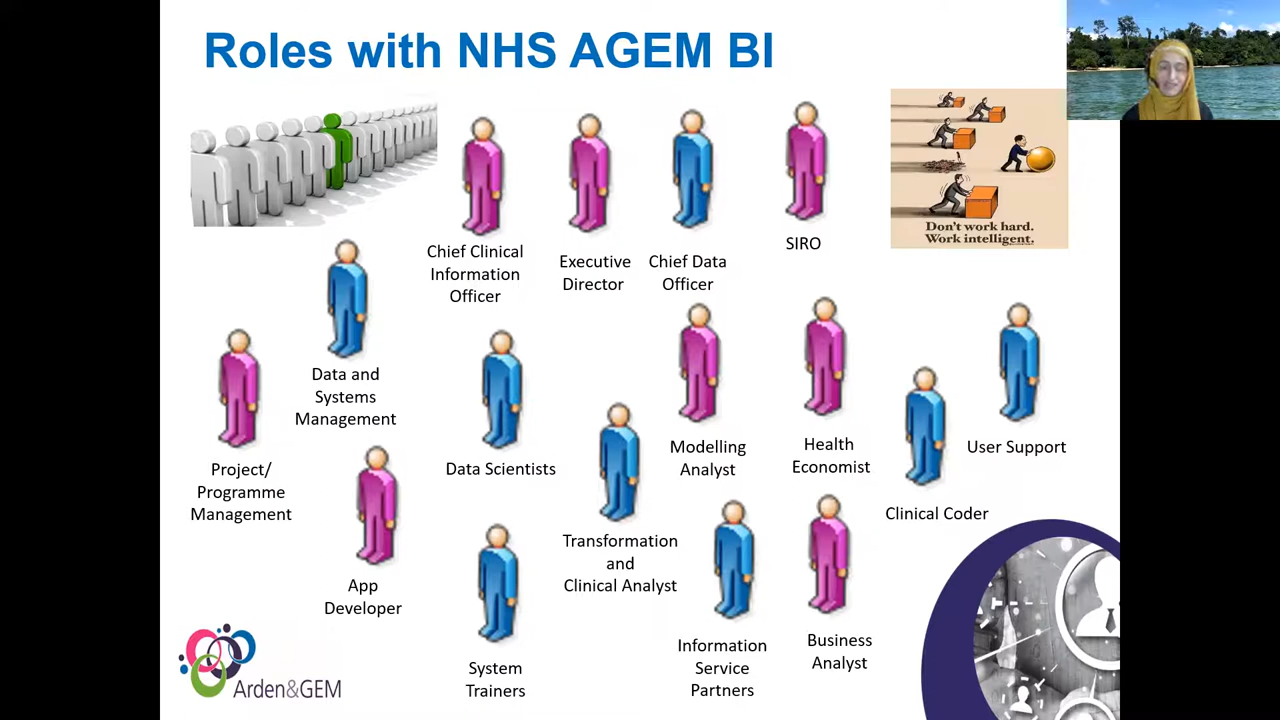 Roles with NHS AGEM BI
Don't work hard.
Work intelligent.
Chief Clinical
Information
Officer
Executive
Director
Chief Data
Officer
SIRO
Data and
Systems
Management
Project/
Programme
Management
Data Scientists
Modelling
Analyst
Health
Economist
User Support
Clinical Coder
App
Developer
Transformation
and
Clinical Analyst
System
Trainers
Information
Service
Partners
Business
Analyst
Arden&GEM